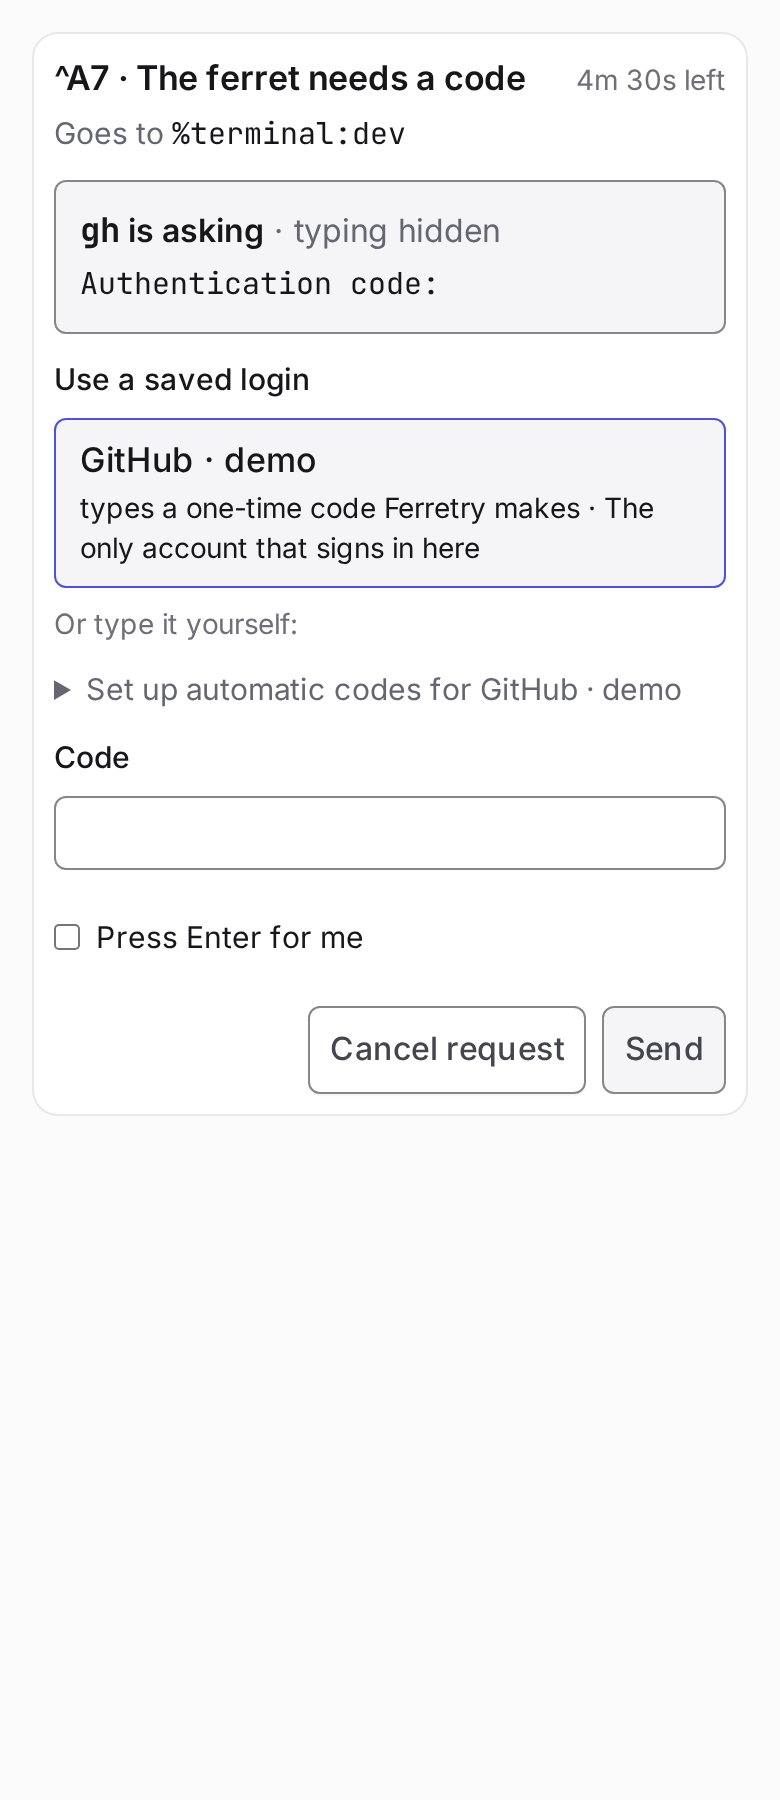 ^A7 · The ferret needs a code
4m 30s left
Goes to %terminal:dev
gh is asking · typing hidden
Authentication code:
Use a saved login
GitHub · demo
types a one-time code Ferretry makes · The
only account that signs in here
Or type it yourself:
▶ Set up automatic codes for GitHub · demo
Code
Press Enter for me
Cancel request
Send